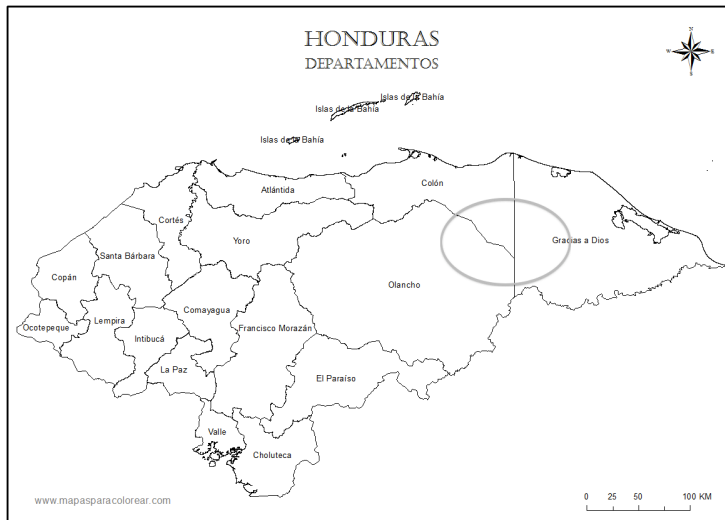 HONDURAS
DEPARTAMENTOS
N
W
E
S
Islas de la Bahía
Islas de la Bahía
Islas de la Bahía
Atlántida
Colón
Cortés
Yoro
Gracias a Dios
Santa Bárbara
Copán
Olancho
Comayagua
Lempira
Ocotepeque
Francisco Morazán
Intibucá
La Paz
El Paraíso
Valle
Choluteca
www.mapasparacolorear.com
0 25 50 100 KM